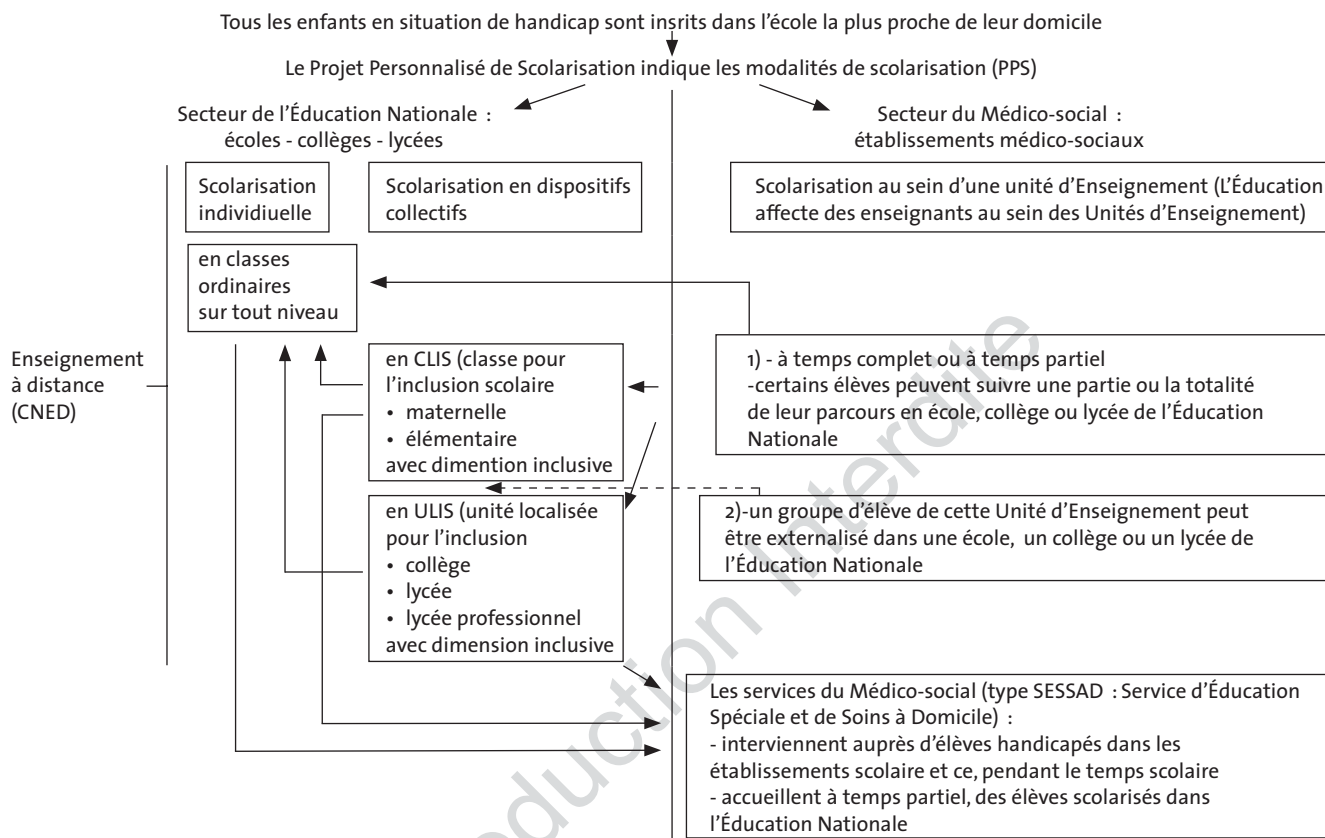 Tous les enfants en situation de handicap sont insrits dans l’école la plus proche de leur domicile
Le Projet Personnalisé de Scolarisation indique les modalités de scolarisation (PPS)
Secteur de l’Éducation Nationale :
écoles - collèges - lycées
Secteur du Médico-social :
établissements médico-sociaux
Scolarisation
individiuelle
Scolarisation en dispositifs
collectifs
Scolarisation au sein d’une unité d’Enseignement (L’Éducation
affecte des enseignants au sein des Unités d’Enseignement)
en classes
ordinaires
sur tout niveau
Enseignement
à distance
(CNED)
en CLIS (classe pour
l’inclusion scolaire
• maternelle
• élémentaire
avec dimention inclusive
1) - à temps complet ou à temps partiel
-certains élèves peuvent suivre une partie ou la totalité
de leur parcours en école, collège ou lycée de l’Éducation
Nationale
en ULIS (unité localisée
pour l’inclusion
• collège
• lycée
• lycée professionnel
avec dimension inclusive
2)-un groupe d’élève de cette Unité d’Enseignement peut
être externalisé dans une école, un collège ou un lycée de
l’Éducation Nationale
Les services du Médico-social (type SESSAD : Service d’Éducation
Spéciale et de Soins à Domicile) :
- interviennent auprès d’élèves handicapés dans les
établissements scolaire et ce, pendant le temps scolaire
- accueillent à temps partiel, des élèves scolarisés dans
l’Éducation Nationale
oduction Interdite